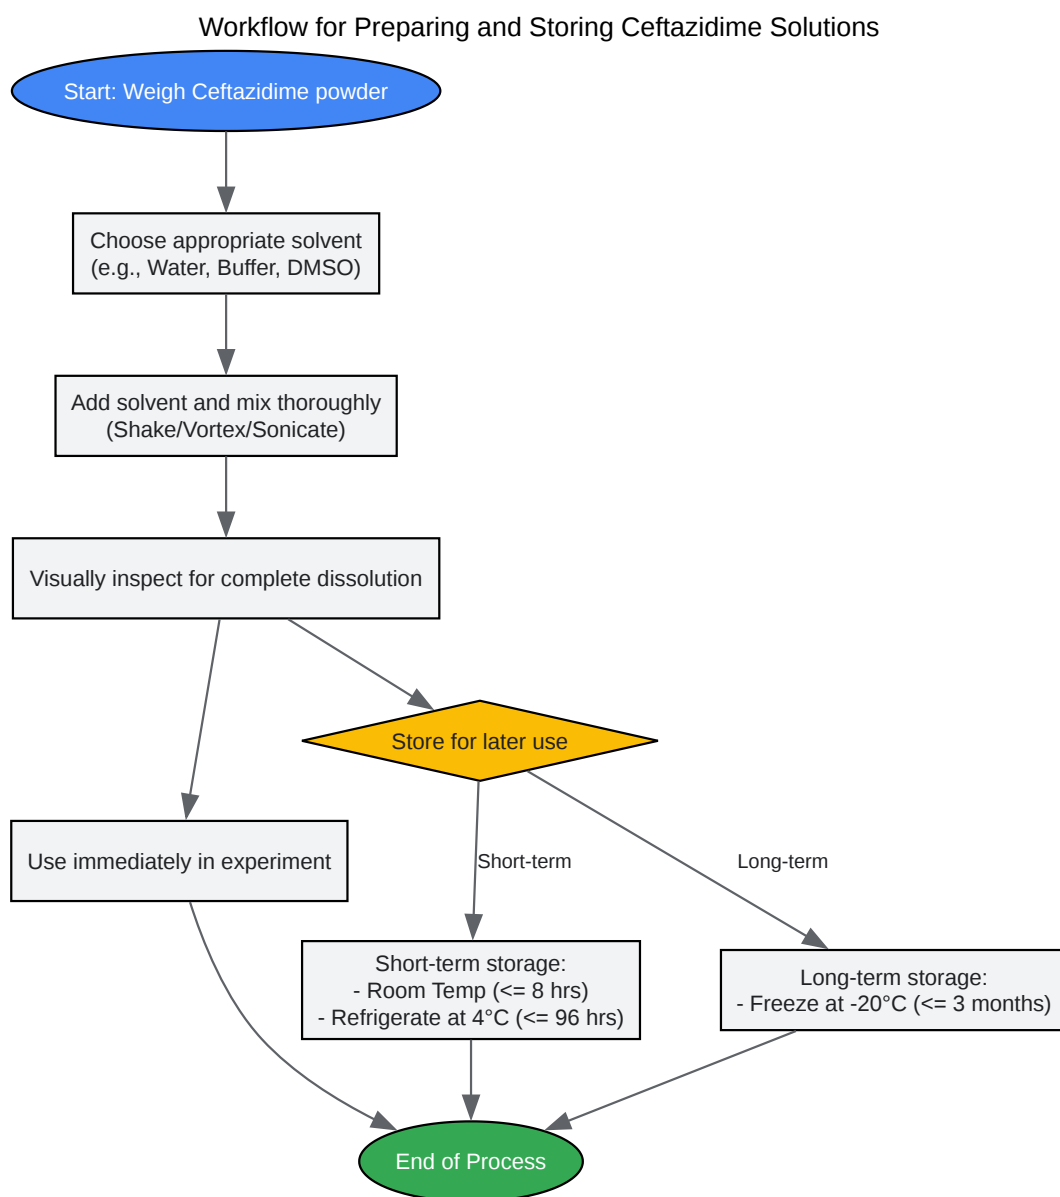 Workflow for Preparing and Storing Ceftazidime Solutions
Start: Weigh Ceftazidime powder
Choose appropriate solvent
(e.g., Water, Buffer, DMSO)
Add solvent and mix thoroughly
(Shake/Vortex/Sonicate)
Visually inspect for complete dissolution
Store for later use
Use immediately in experiment
Short-term
Long-term
Short-term storage:
- Room Temp (<= 8 hrs)
- Refrigerate at 4°C (<= 96 hrs)
Long-term storage:
- Freeze at -20°C (<= 3 months)
End of Process